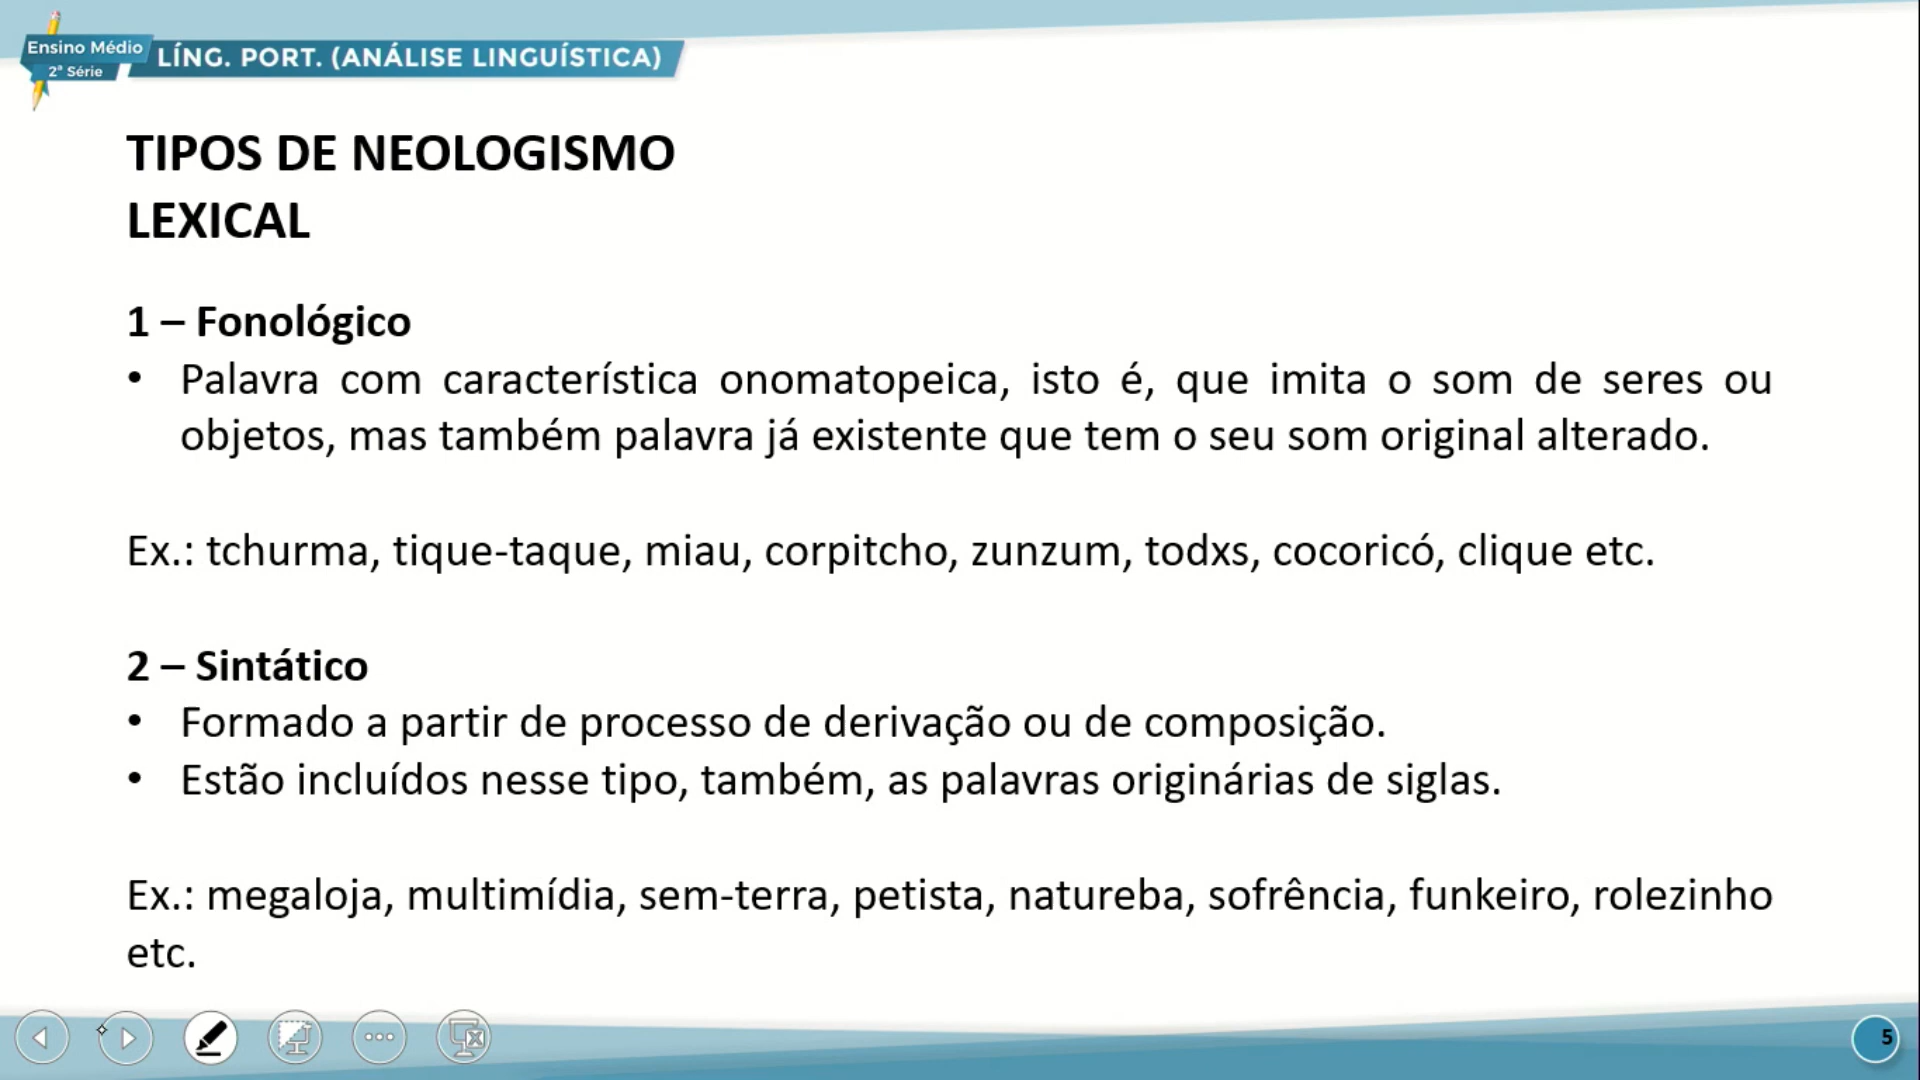 Ensino Médio
2ª Série
LÍNG. PORT. (ANÁLISE LINGUÍSTICA)
TIPOS DE NEOLOGISMO
LEXICAL
1 – Fonológico
• Palavra com característica onomatopeica, isto é, que imita o som de seres ou
objetos, mas também palavra já existente que tem o seu som original alterado.
Ex.: tchurma, tique-taque, miau, corpitcho, zunzum, todxs, cocoricó, clique etc.
2 – Sintático
• Formado a partir de processo de derivação ou de composição.
• Estão incluídos nesse tipo, também, as palavras originárias de siglas.
Ex.: megaloja, multimídia, sem-terra, petista, natureba, sofrência, funkeiro, rolezinho
etc.
5